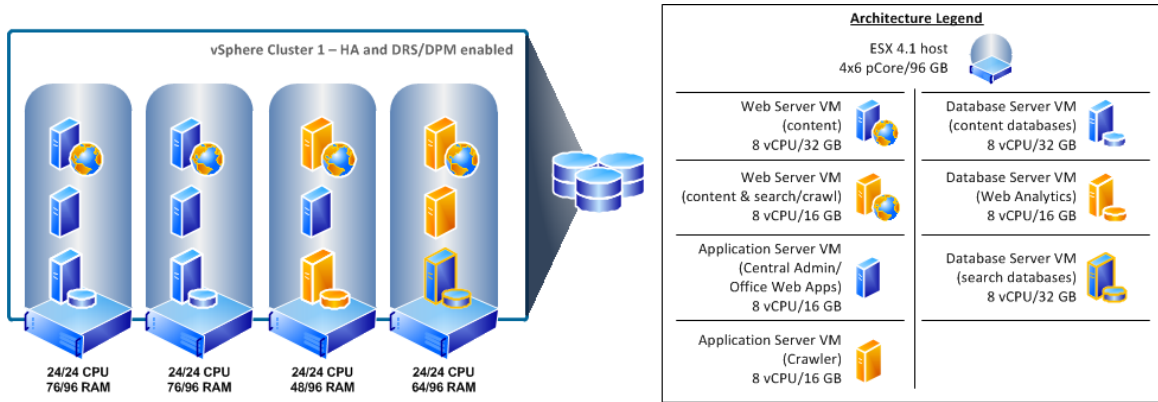 vSphere Cluster 1 – HA and DRS/DPM enabled
24/24 CPU
76/96 RAM
24/24 CPU
76/96 RAM
24/24 CPU
48/96 RAM
24/24 CPU
64/96 RAM
Architecture Legend
ESX 4.1 host
4x6 pCore/96 GB
Web Server VM
(content)
8 vCPU/32 GB
Database Server VM
(content databases)
8 vCPU/32 GB
Web Server VM
(content & search/crawl)
8 vCPU/16 GB
Database Server VM
(Web Analytics)
8 vCPU/16 GB
Application Server VM
(Central Admin/
Office Web Apps)
8 vCPU/16 GB
Database Server VM
(search databases)
8 vCPU/32 GB
Application Server VM
(Crawler)
8 vCPU/16 GB